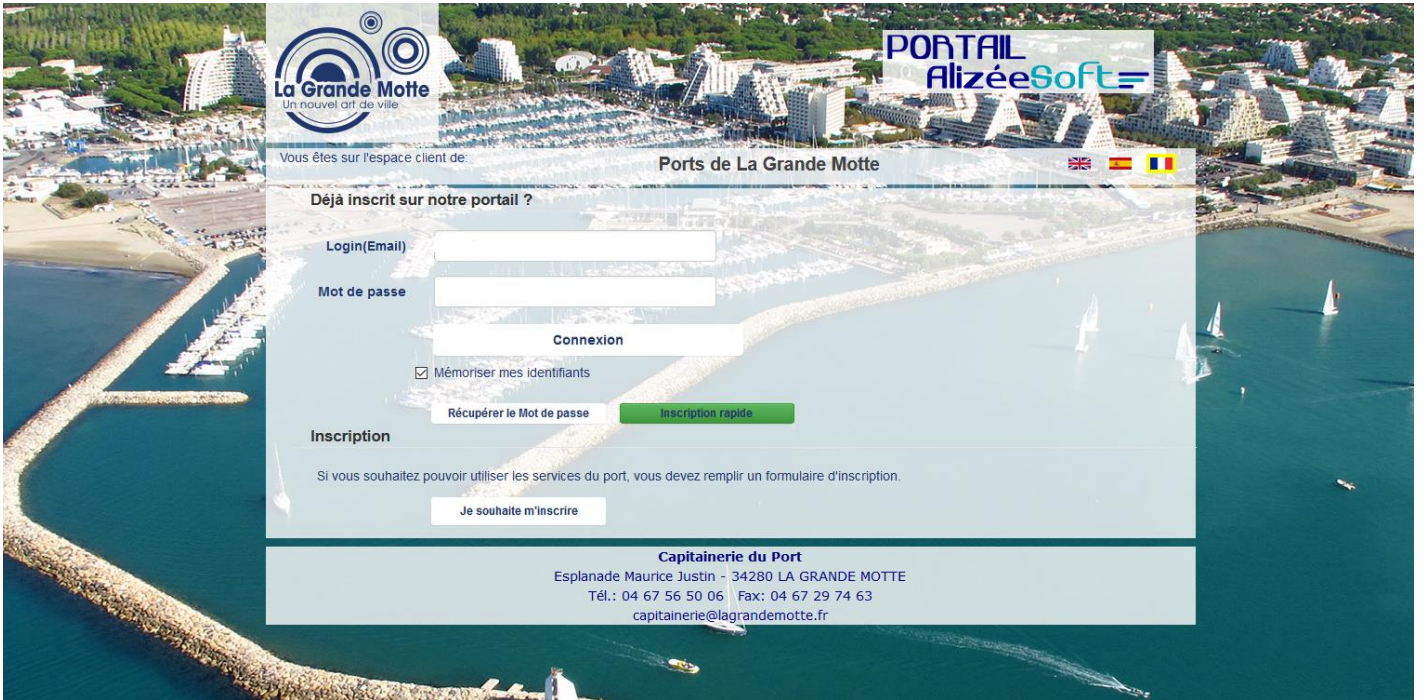 La Grande Motte
Un nouvel art de ville
PORTAIL
AlizéeSoft
Vous êtes sur l'espace client de:
Ports de La Grande Motte
Déjà inscrit sur notre portail ?
Login(Email)
Mot de passe
Connexion
Mémoriser mes identifiants
Récupérer le Mot de passe
Inscription rapide
Inscription
Si vous souhaitez pouvoir utiliser les services du port, vous devez remplir un formulaire d'inscription.
Je souhaite m'inscrire
Capitainerie du Port
Esplanade Maurice Justin - 34280 LA GRANDE MOTTE
Tél.: 04 67 56 50 06 Fax: 04 67 29 74 63
capitainerie@lagrandemotte.fr